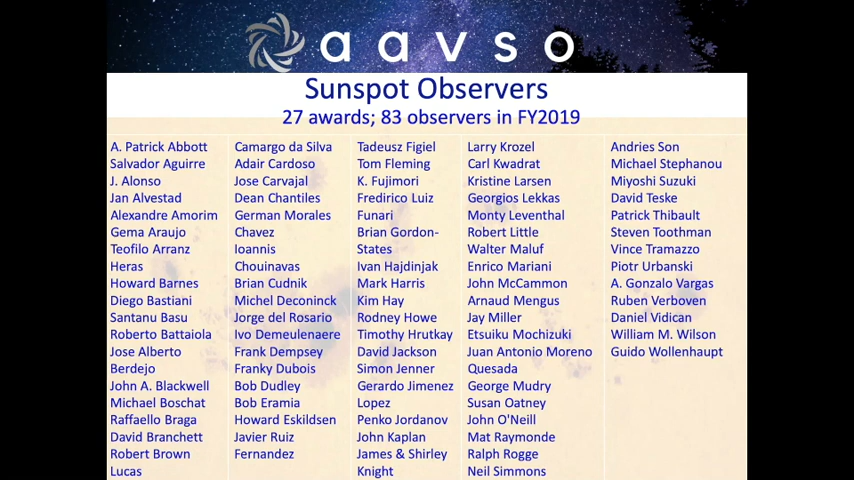 aavso
Sunspot Observers
27 awards; 83 observers in FY2019
A. Patrick Abbott
Salvador Aguirre
J. Alonso
Jan Alvestad
Alexandre Amorim
Gema Araujo
Teofilo Arranz
Heras
Howard Barnes
Diego Bastiani
Santanu Basu
Roberto Battaiola
Jose Alberto
Berdejo
John A. Blackwell
Michael Boschat
Raffaello Braga
David Branchett
Robert Brown
Lucas
Camargo da Silva
Adair Cardoso
Jose Carvajal
Dean Chantiles
German Morales
Chavez
Ioannis
Chouinavas
Brian Cudnik
Michel Deconinck
Jorge del Rosario
Ivo Demeulenaere
Frank Dempsey
Franky Dubois
Bob Dudley
Bob Eramia
Howard Eskildsen
Javier Ruiz
Fernandez
Tadeusz Figiel
Tom Fleming
K. Fujimori
Fredirico Luiz
Funari
Brian Gordon-
States
Ivan Hajdinjak
Mark Harris
Kim Hay
Rodney Howe
Timothy Hrutkay
David Jackson
Simon Jenner
Gerardo Jimenez
Lopez
Penko Jordanov
John Kaplan
James & Shirley
Knight
Larry Krozel
Carl Kwadrat
Kristine Larsen
Georgios Lekkas
Monty Leventhal
Robert Little
Walter Maluf
Enrico Mariani
John McCammon
Arnaud Mengus
Jay Miller
Etsuiku Mochizuki
Juan Antonio Moreno
Quesada
George Mudry
Susan Oatney
John O'Neill
Mat Raymonde
Ralph Rogge
Neil Simmons
Andries Son
Michael Stephanou
Miyoshi Suzuki
David Teske
Patrick Thibault
Steven Toothman
Vince Tramazzo
Piotr Urbanski
A. Gonzalo Vargas
Ruben Verboven
Daniel Vidican
William M. Wilson
Guido Wollenhaupt